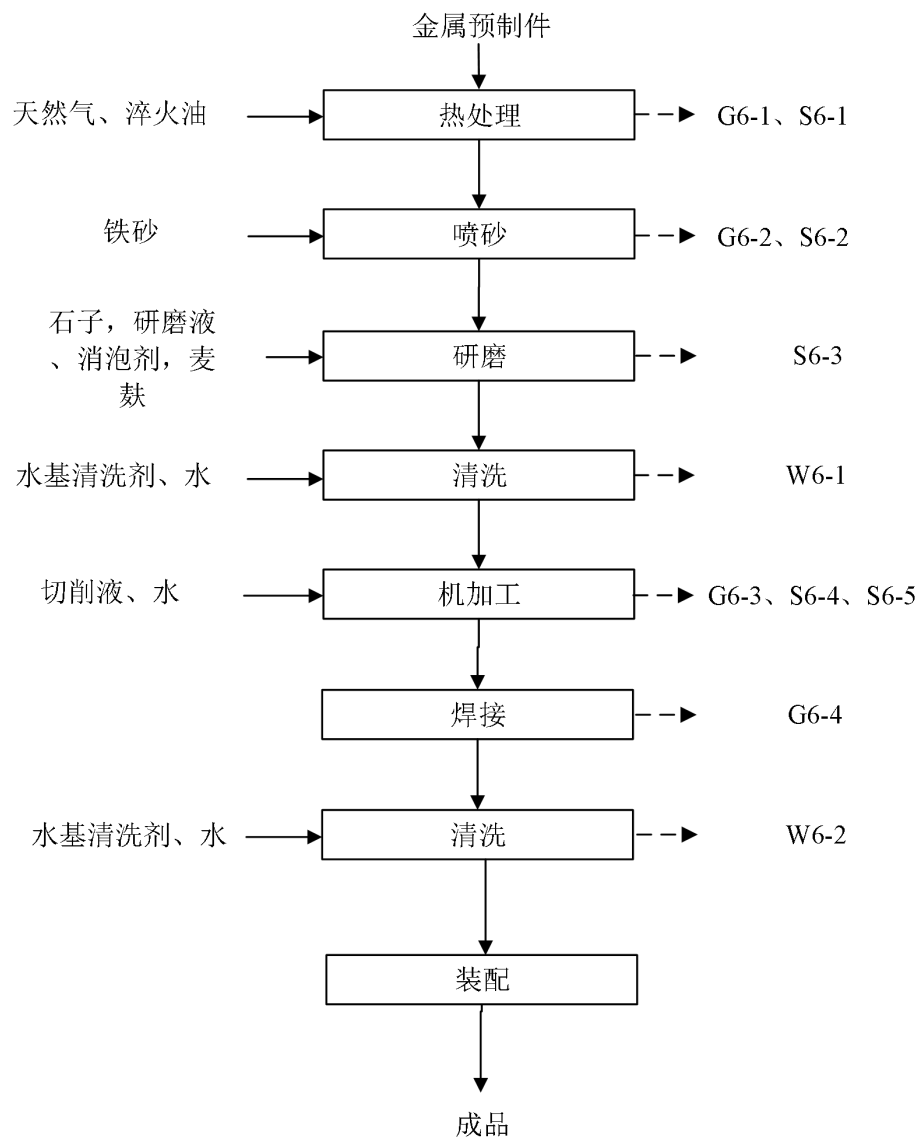 金属预制件
天然气、淬火油
热处理
G6-1、S6-1
铁砂
喷砂
G6-2、S6-2
石子，研磨液
、消泡剂，麦
麸
研磨
S6-3
水基清洗剂、水
清洗
W6-1
切削液、水
机加工
G6-3、S6-4、S6-5
焊接
G6-4
水基清洗剂、水
清洗
W6-2
装配
成品